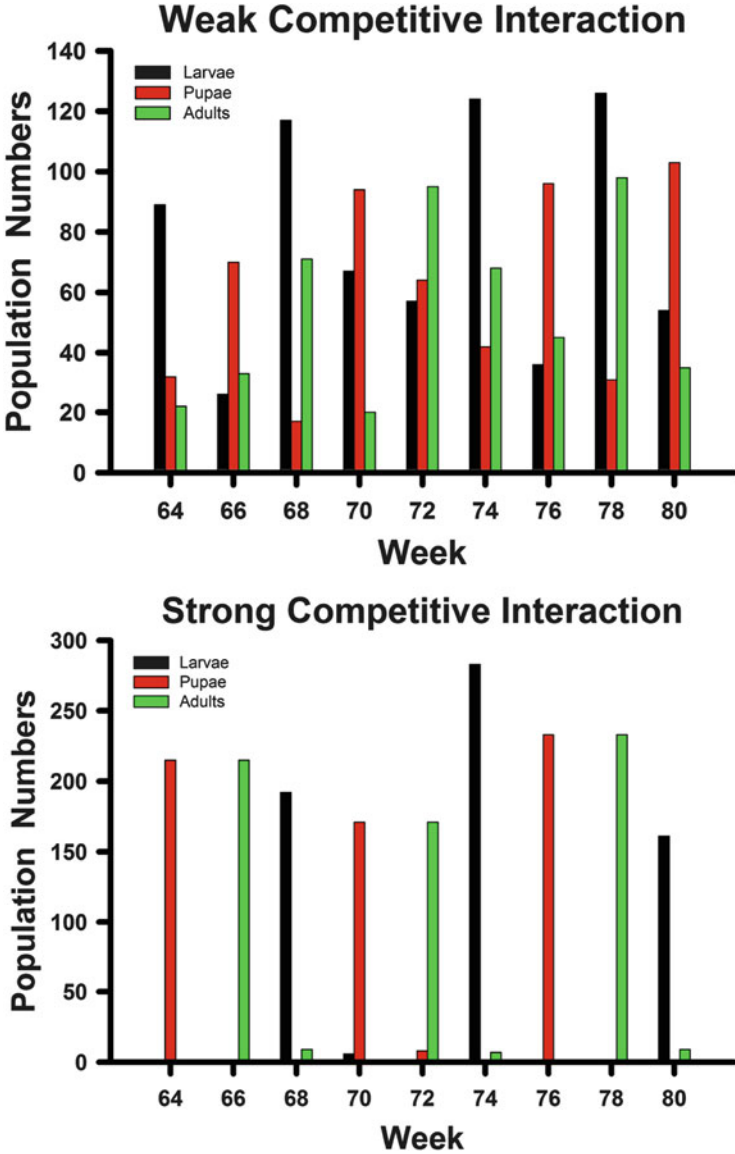 Weak Competitive Interaction
140
120
100
80
60
40
20
0
Population Numbers
Larvae
Pupae
Adults
64 66 68 70 72 74 76 78 80
Week
Strong Competitive Interaction
300
250
200
150
100
50
0
Population Numbers
Larvae
Pupae
Adults
64 66 68 70 72 74 76 78 80
Week